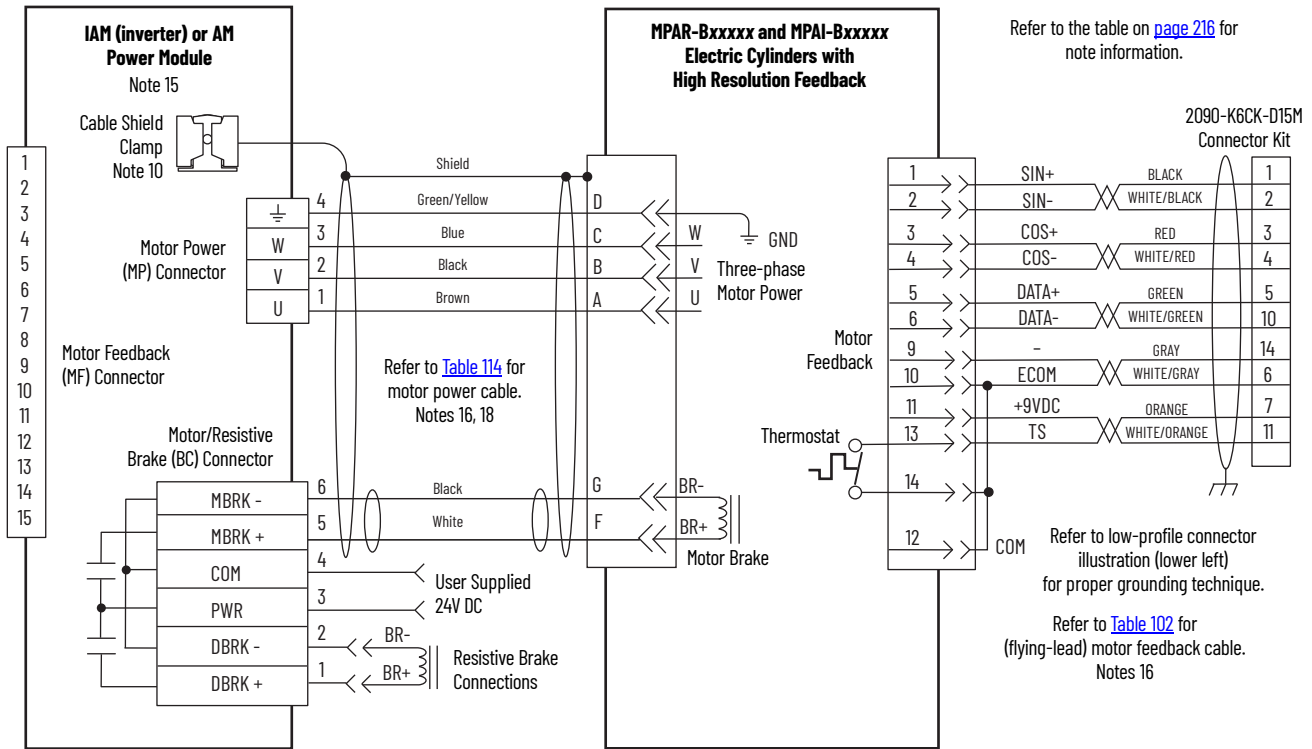 IAM (inverter) or AM
Power Module
Note 15
Cable Shield
Clamp
Note 10
1
2
3
4
5
6
7
8
9
10
11
12
13
14
15
Motor Feedback
(MF) Connector
Motor Power
(MP) Connector
W
V
U
4
3
2
1
Shield
Green/Yellow
Blue
Black
Brown
Refer to Table 114 for
motor power cable.
Notes 16, 18
Motor/Resistive
Brake (BC) Connector
MBRK -
MBRK +
COM
PWR
DBRK -
DBRK +
6
5
4
3
2
1
Black
White
User Supplied
24V DC
BR-
BR+
Resistive Brake
Connections
MPAR-Bxxxxx and MPAI-Bxxxxx
Electric Cylinders with
High Resolution Feedback
D
C
B
A
GND
W
V
U
Three-phase
Motor Power
G
F
BR-
BR+
Motor Brake
Motor
Feedback
Thermostat
1
2
3
4
5
6
9
10
11
13
14
12
COM
SIN+
SIN-
COS+
COS-
DATA+
DATA-
–
ECOM
+9VDC
TS
BLACK
WHITE/BLACK
RED
WHITE/RED
GREEN
WHITE/GREEN
GRAY
WHITE/GRAY
ORANGE
WHITE/ORANGE
Refer to the table on page 216 for
note information.
2090-K6CK-D15M
Connector Kit
1
2
3
4
5
10
14
6
7
11
Refer to low-profile connector
illustration (lower left)
for proper grounding technique.
Refer to Table 102 for
(flying-lead) motor feedback cable.
Notes 16